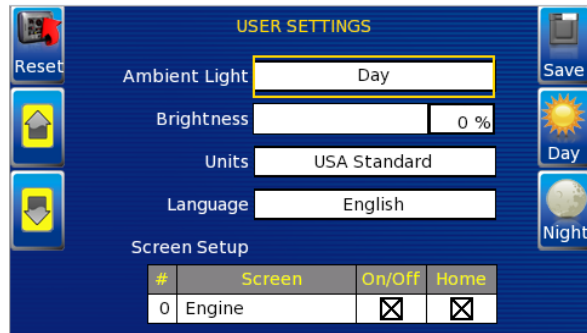 USER SETTINGS
Reset
Save
Ambient Light Day
Brightness 0 %
Day
Units USA Standard
Language English
Night
Screen Setup
# Screen On/Off Home
0 Engine